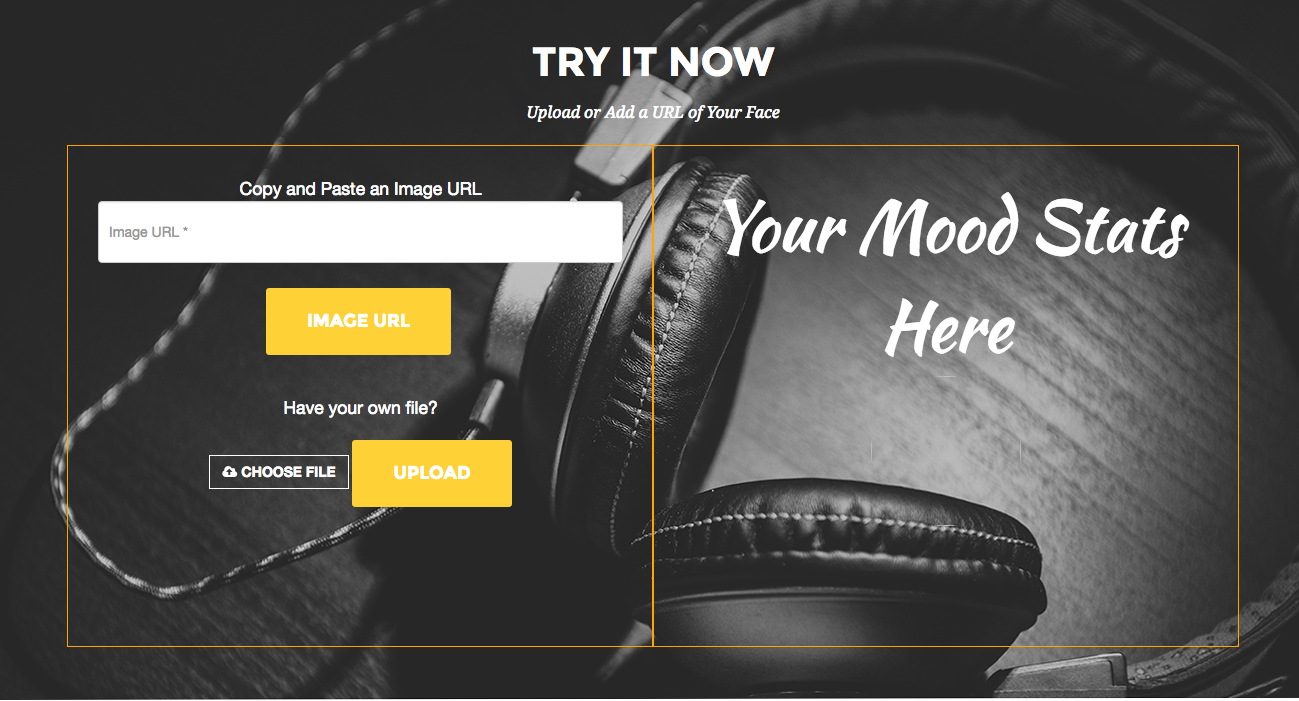 TRY IT NOW
Upload or Add a URL of Your Face
Copy and Paste an Image URL
Image URL *
IMAGE URL
Have your own file?
CHOOSE FILE
UPLOAD
Your Mood Stats
Here